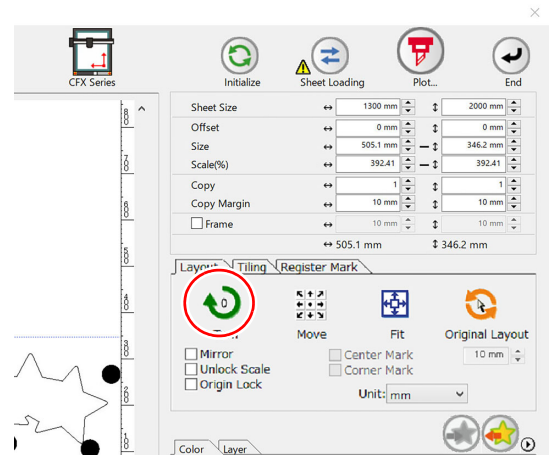 CFX Series
Initialize
Sheet Loading
Plot...
End
Sheet Size 1300 mm 2000 mm
Offset 0 mm 0 mm
Size 505.1 mm 346.2 mm
Scale(%) 392.41 392.41
Copy 1 1
Copy Margin 10 mm 10 mm
Frame 10 mm 10 mm
505.1 mm 346.2 mm
Layout Tiling Register Mark
0
Move Fit Original Layout
Mirror Center Mark 10 mm
Unlock Scale Corner Mark
Origin Lock
Unit: mm
Color Layer